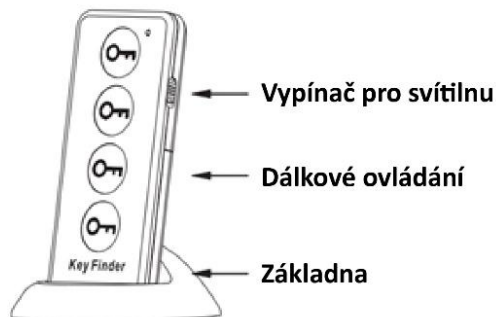 Vypínač pro svítilnu
Dálkové ovládání
Key Finder
Základna